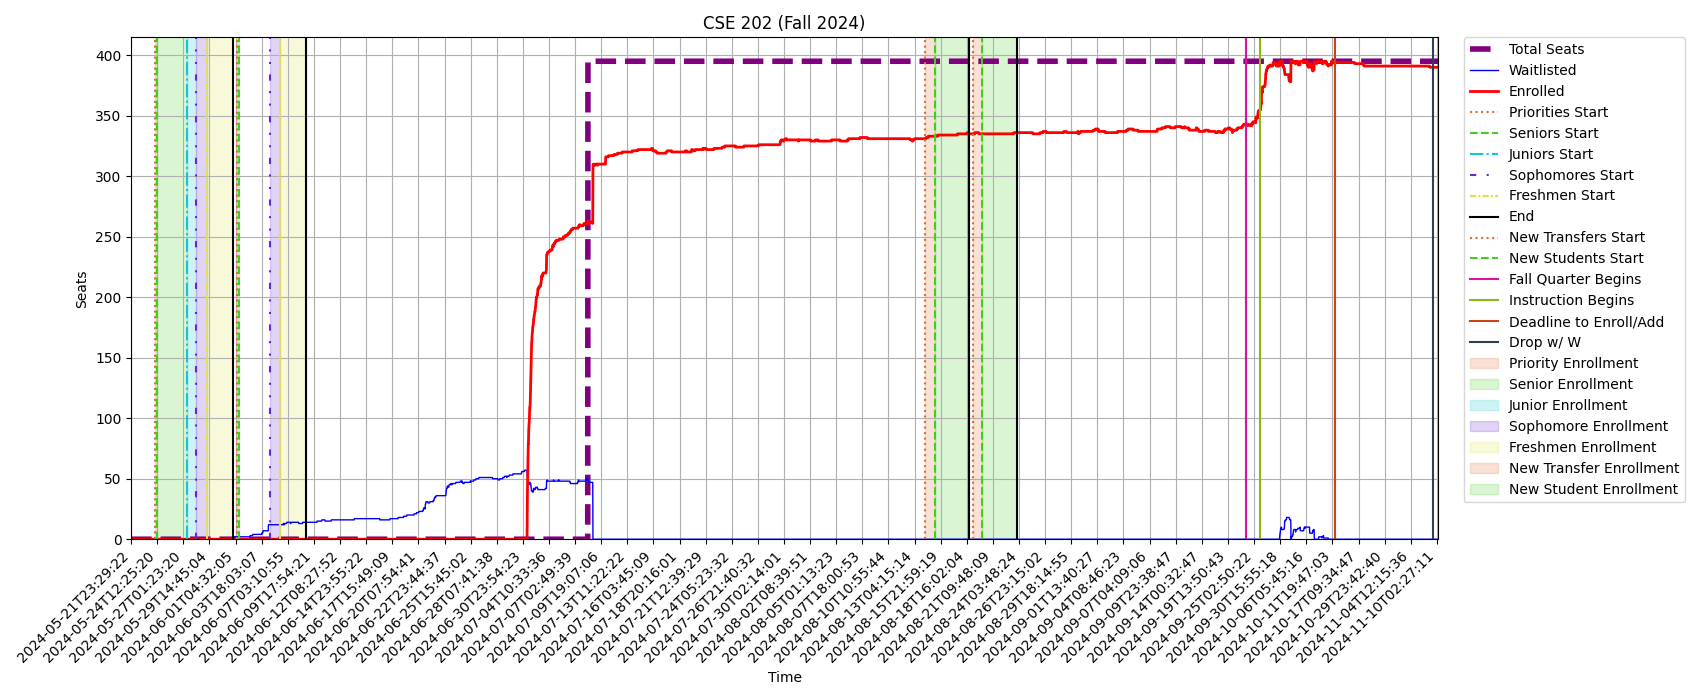 CSE 202 (Fall 2024)
Seats
400
350
300
250
200
150
100
50
0
2024-05-21T23:29:22
2024-05-24T12:25:20
2024-05-27T01:23:20
2024-05-29T14:45:04
2024-06-01T04:32:05
2024-06-03T18:03:07
2024-06-07T03:10:55
2024-06-09T17:54:21
2024-06-12T08:27:52
2024-06-14T23:55:22
2024-06-17T15:49:09
2024-06-20T07:54:41
2024-06-22T23:44:37
2024-06-25T15:45:02
2024-06-28T07:41:38
2024-06-30T23:54:23
2024-07-04T10:33:36
2024-07-07T02:49:39
2024-07-09T19:07:06
2024-07-13T11:22:22
2024-07-16T03:45:09
2024-07-18T20:16:01
2024-07-21T12:39:29
2024-07-24T05:23:32
2024-07-26T21:40:32
2024-07-30T02:14:01
2024-08-02T18:39:51
2024-08-05T11:13:23
2024-08-08T00:53
2024-08-10T10:55:44
2024-08-13T04:15:14
2024-08-15T21:59:19
2024-08-18T16:02:04
2024-08-21T09:48:09
2024-08-24T03:48:24
2024-08-26T23:15:02
2024-08-29T18:14:55
2024-09-01T13:40:27
2024-09-04T08:46:23
2024-09-07T04:09:06
2024-09-09T23:38:47
2024-09-14T00:32:47
2024-09-19T13:50:43
2024-09-25T02:50:22
2024-09-30T15:55:18
2024-10-06T05:45:16
2024-10-11T19:47:03
2024-10-17T09:34:47
2024-10-29T23:42:40
2024-11-04T12:15:36
2024-11-10T02:27:11
Time
Total Seats
Waitlisted
Enrolled
Priorities Start
Seniors Start
Juniors Start
Sophomores Start
Freshmen Start
End
New Transfers Start
New Students Start
Fall Quarter Begins
Instruction Begins
Deadline to Enroll/Add
Drop w/ W
Priority Enrollment
Senior Enrollment
Junior Enrollment
Sophomore Enrollment
Freshmen Enrollment
New Transfer Enrollment
New Student Enrollment